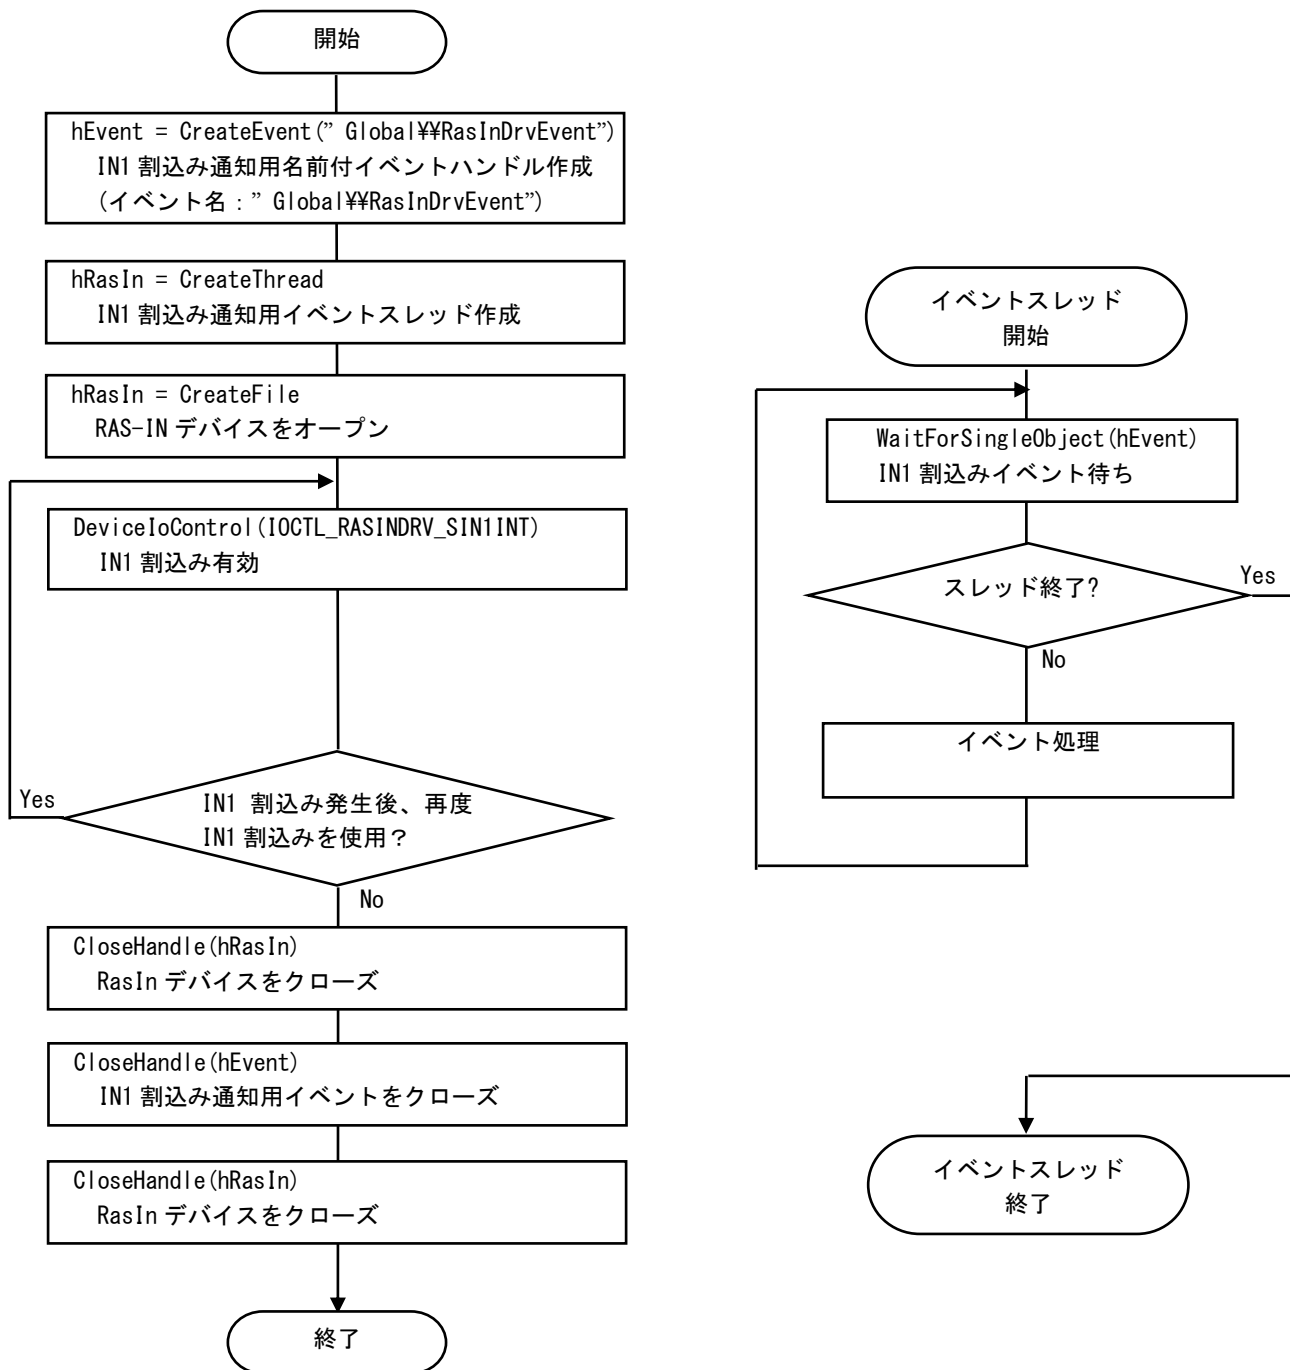 開始
hEvent = CreateEvent(” Global¥¥RasInDrvEvent”)
IN1 割込み通知用名前付イベントハンドル作成
(イベント名：” Global¥¥RasInDrvEvent”)
hRasIn = CreateThread
IN1 割込み通知用イベントスレッド作成
hRasIn = CreateFile
RAS-IN デバイスをオープン
DeviceIoControl(IOCTL_RASINDRV_SIN1INT)
IN1 割込み有効
Yes
IN1 割込み発生後、再度
IN1 割込みを使用？
No
CloseHandle(hRasIn)
RasIn デバイスをクローズ
CloseHandle(hEvent)
IN1 割込み通知用イベントをクローズ
CloseHandle(hRasIn)
RasIn デバイスをクローズ
終了
イベントスレッド
開始
WaitForSingleObject(hEvent)
IN1 割込みイベント待ち
スレッド終了?
Yes
No
イベント処理
イベントスレッド
終了